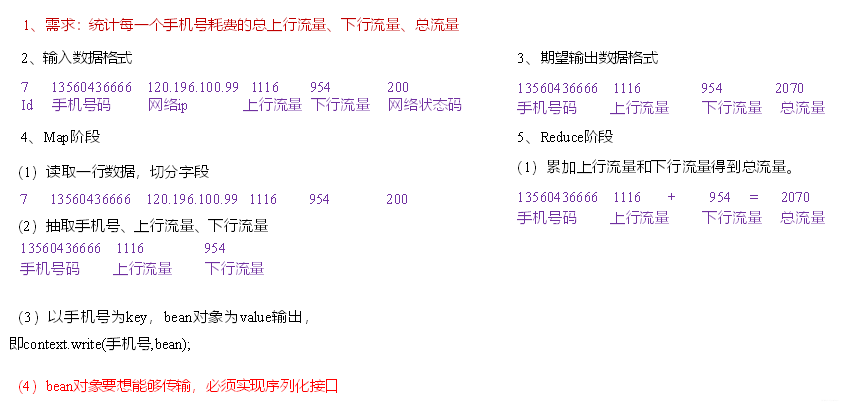 1、需求：统计每一个手机号耗费的总上行流量、下行流量、总流量
2、输入数据格式
7 13560436666 120.196.100.99 1116 954 200
Id 手机号码 网络ip 上行流量 下行流量 网络状态码
4、Map阶段
（1）读取一行数据，切分字段
7 13560436666 120.196.100.99 1116 954 200
（2）抽取手机号、上行流量、下行流量
13560436666 1116 954
手机号码 上行流量 下行流量
（3）以手机号为key，bean对象为value输出，
即context.write(手机号,bean);
（4）bean对象要想能够传输，必须实现序列化接口
3、期望输出数据格式
13560436666 1116 954 2070
手机号码 上行流量 下行流量 总流量
5、Reduce阶段
（1）累加上行流量和下行流量得到总流量。
13560436666 1116 + 954 = 2070
手机号码 上行流量 下行流量 总流量